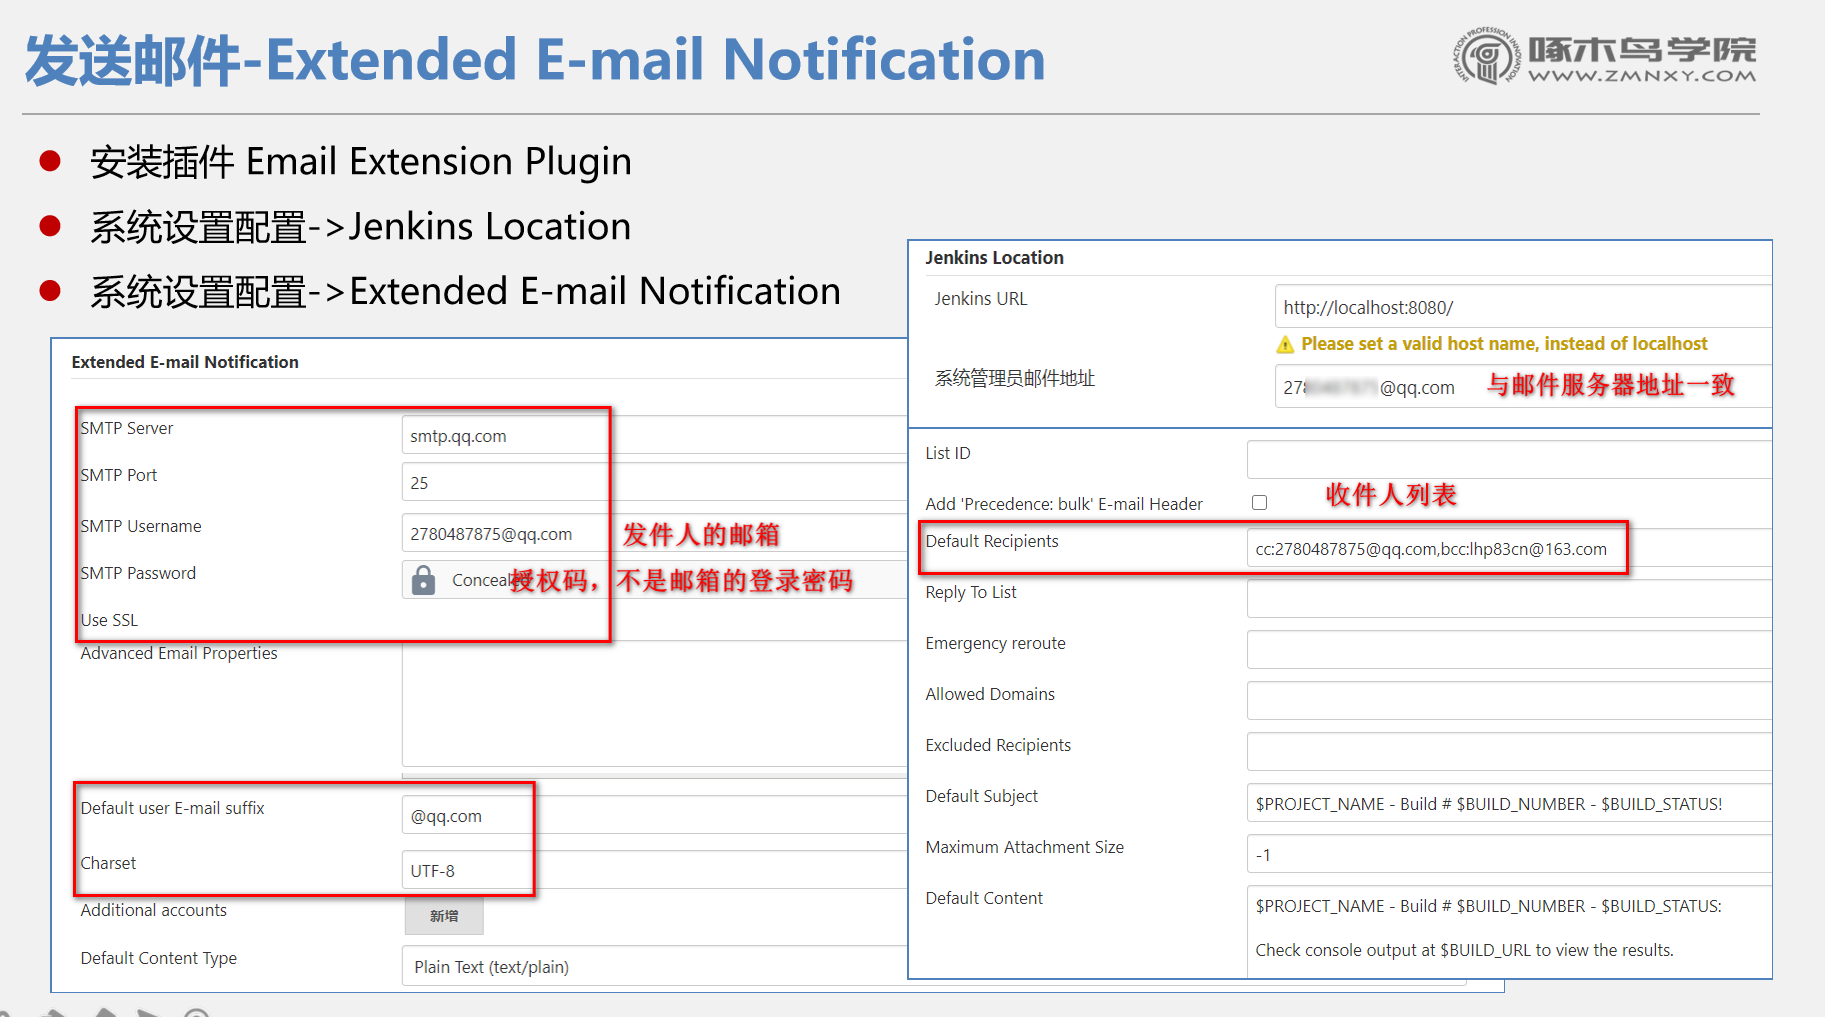 发送邮件-Extended E-mail Notification
INTERACTION PROFESSION INNOVATION
啄木鸟学院
WWW.ZMNXY.COM
安装插件 Email Extension Plugin
系统设置配置->Jenkins Location
系统设置配置->Extended E-mail Notification
Extended E-mail Notification
SMTP Server
smtp.qq.com
SMTP Port
25
SMTP Username
2780487875@qq.com 发件人的邮箱
SMTP Password
Concealed 授权码，不是邮箱的登录密码
Use SSL
Advanced Email Properties
Default user E-mail suffix
@qq.com
Charset
UTF-8
Additional accounts
新增
Default Content Type
Plain Text (text/plain)
Jenkins Location
Jenkins URL
http://localhost:8080/
Please set a valid host name, instead of localhost
系统管理员邮件地址
@qq.com 与邮件服务器地址一致
List ID
Add 'Precedence: bulk' E-mail Header
收件人列表
Default Recipients
cc:2780487875@qq.com,bcc:lhp83cn@163.com
Reply To List
Emergency reroute
Allowed Domains
Excluded Recipients
Default Subject
$PROJECT_NAME - Build # $BUILD_NUMBER - $BUILD_STATUS!
Maximum Attachment Size
-1
Default Content
$PROJECT_NAME - Build # $BUILD_NUMBER - $BUILD_STATUS:
Check console output at $BUILD_URL to view the results.